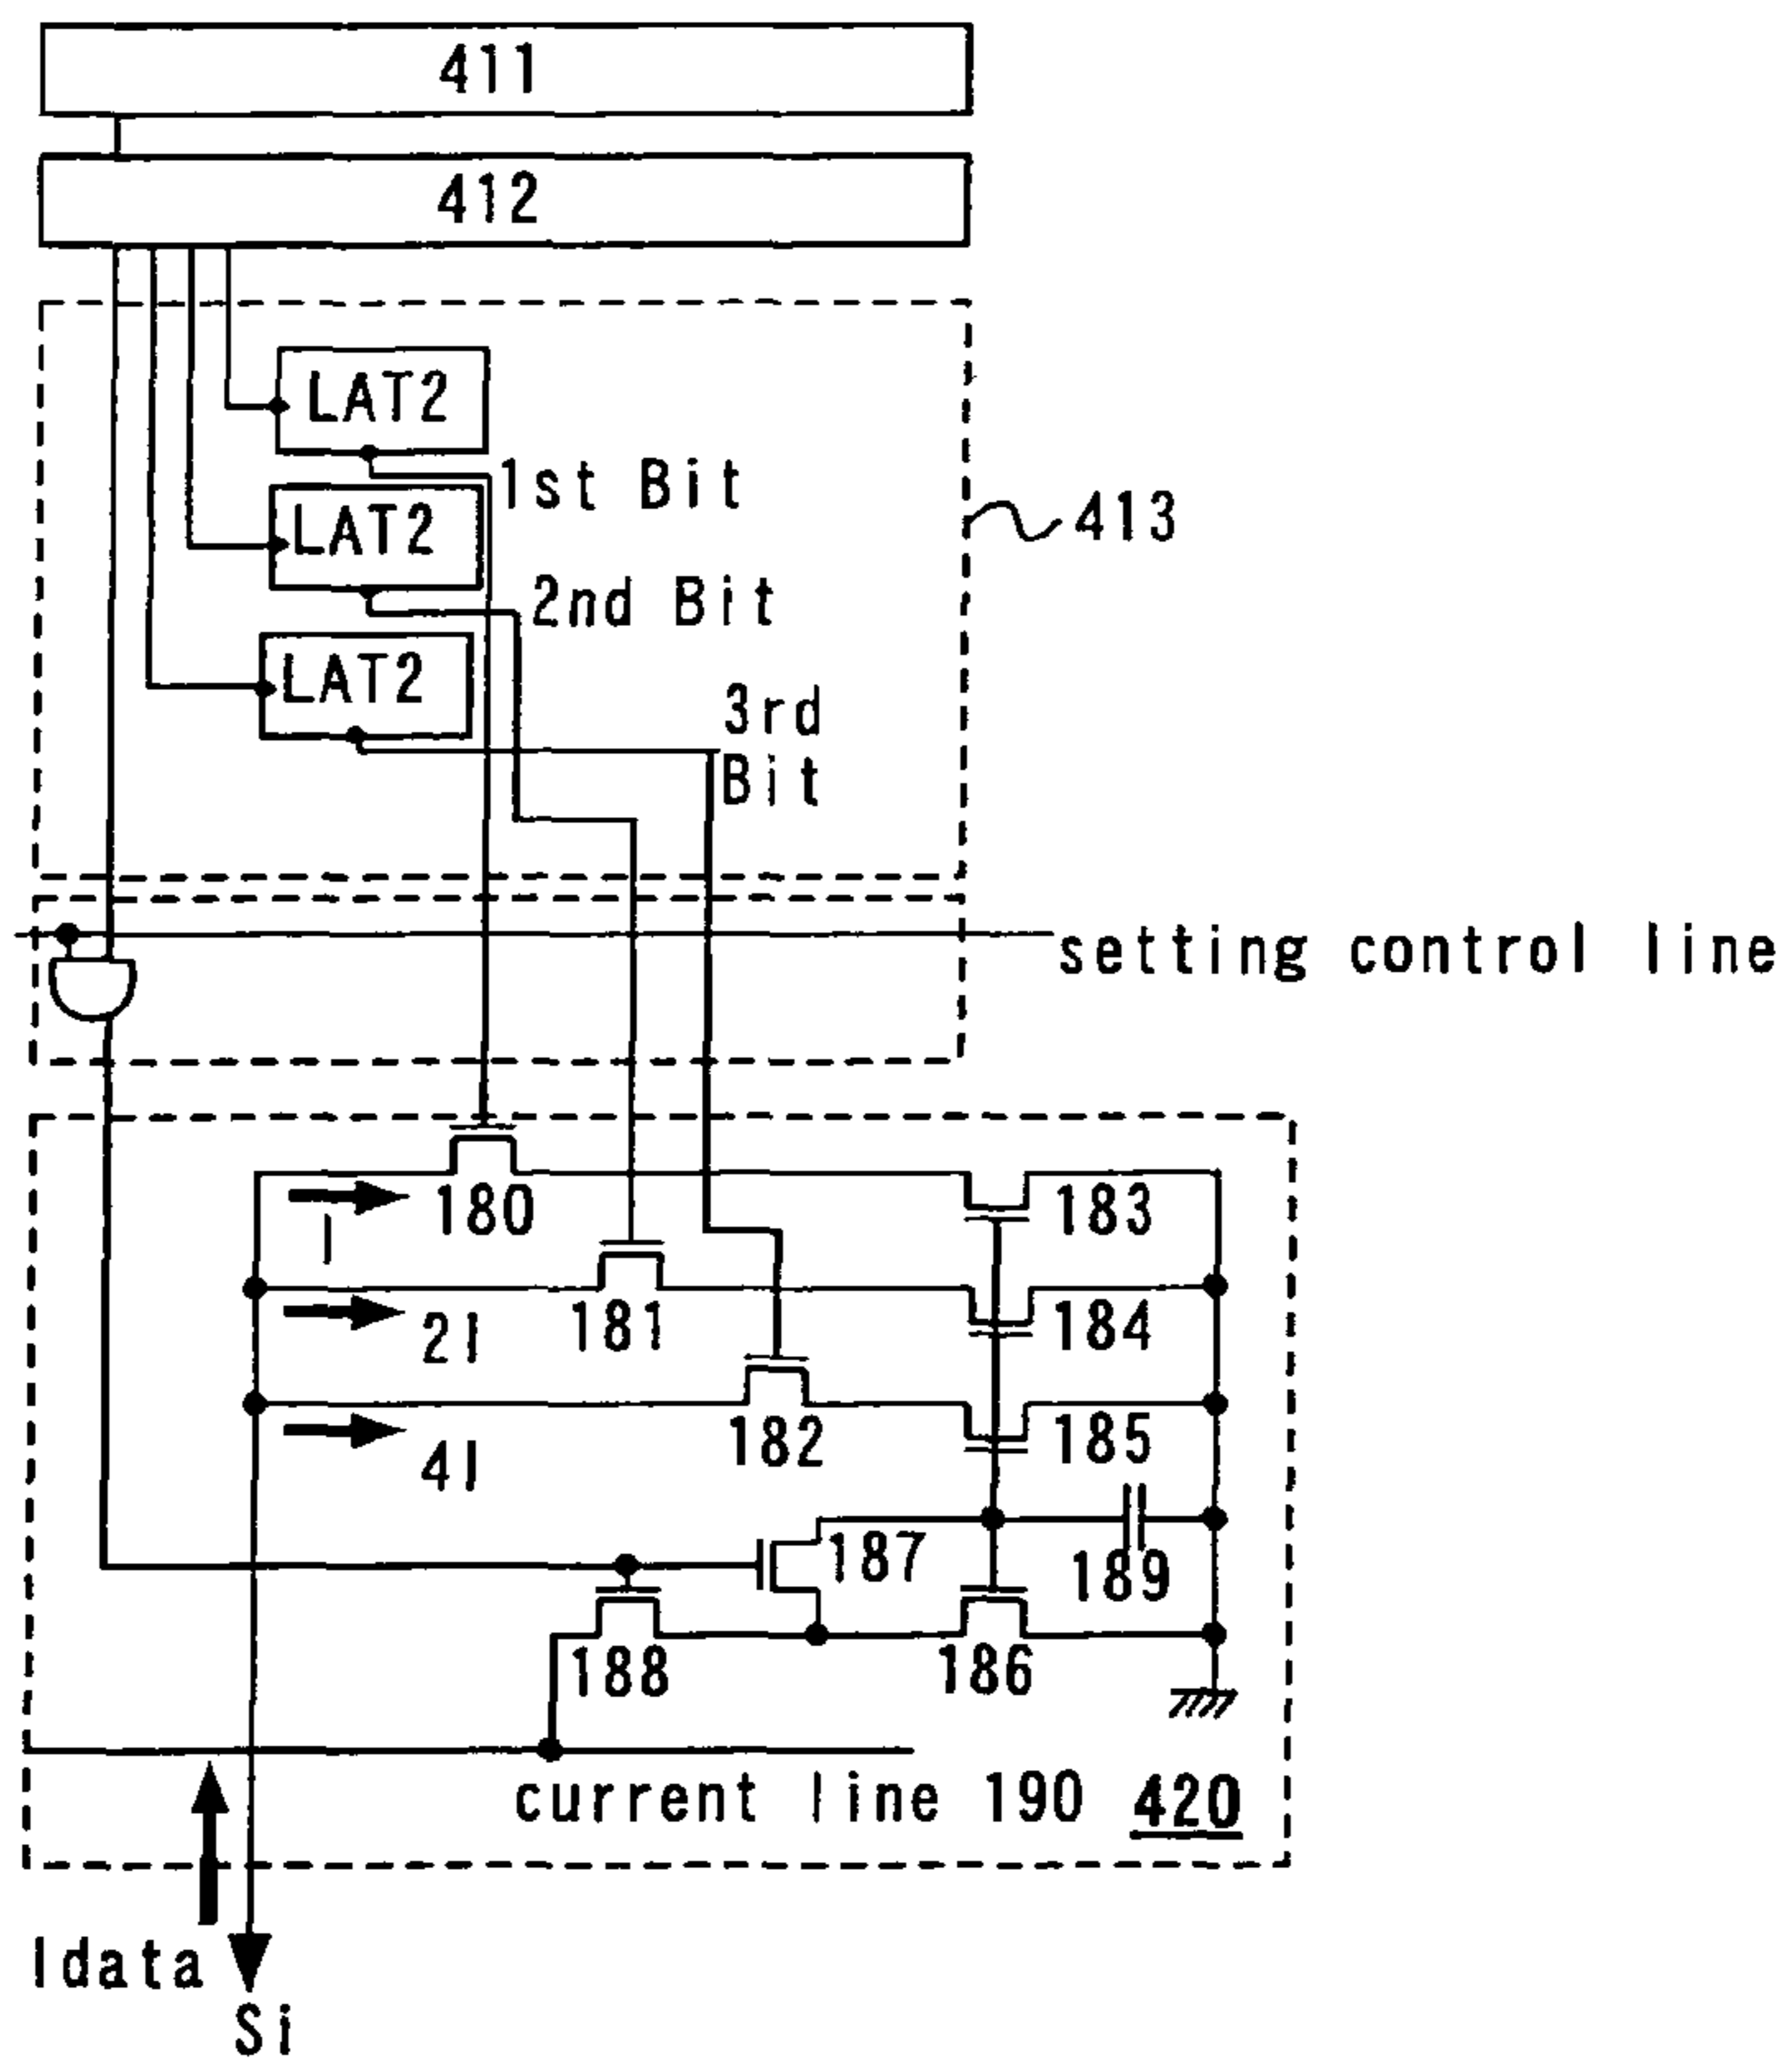 411
412
LAT2
1st Bit
LAT2
413
2nd Bit
LAT2
3rd
Bit
setting control line
180
183
I
181
184
2I
182
185
4I
187
189
188
186
current line 190
420
Idata
Si